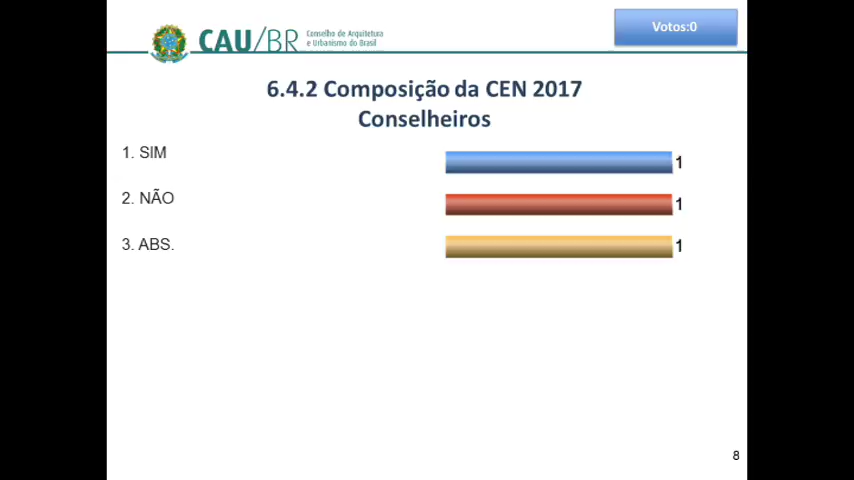 CAU/BR
Conselho de Arquitetura
e Urbanismo do Brasil
Votos:0
6.4.2 Composição da CEN 2017
Conselheiros
1. SIM
1
2. NÃO
1
3. ABS.
1
8